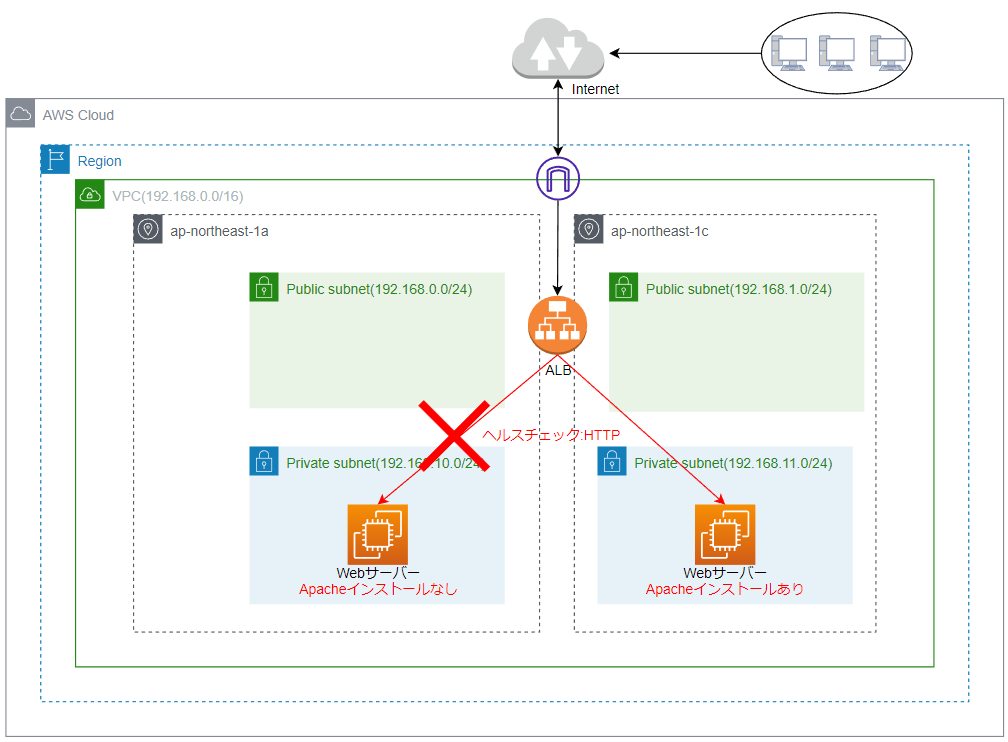 Internet
AWS Cloud
Region
VPC(192.168.0.0/16)
ap-northeast-1a
ap-northeast-1c
Public subnet(192.168.0.0/24)
Public subnet(192.168.1.0/24)
ALB
ヘルスチェック:HTTP
Private subnet(192.168.10.0/24
Private subnet(192.168.11.0/24)
Webサーバー
Apacheインストールなし
Webサーバー
Apacheインストールあり